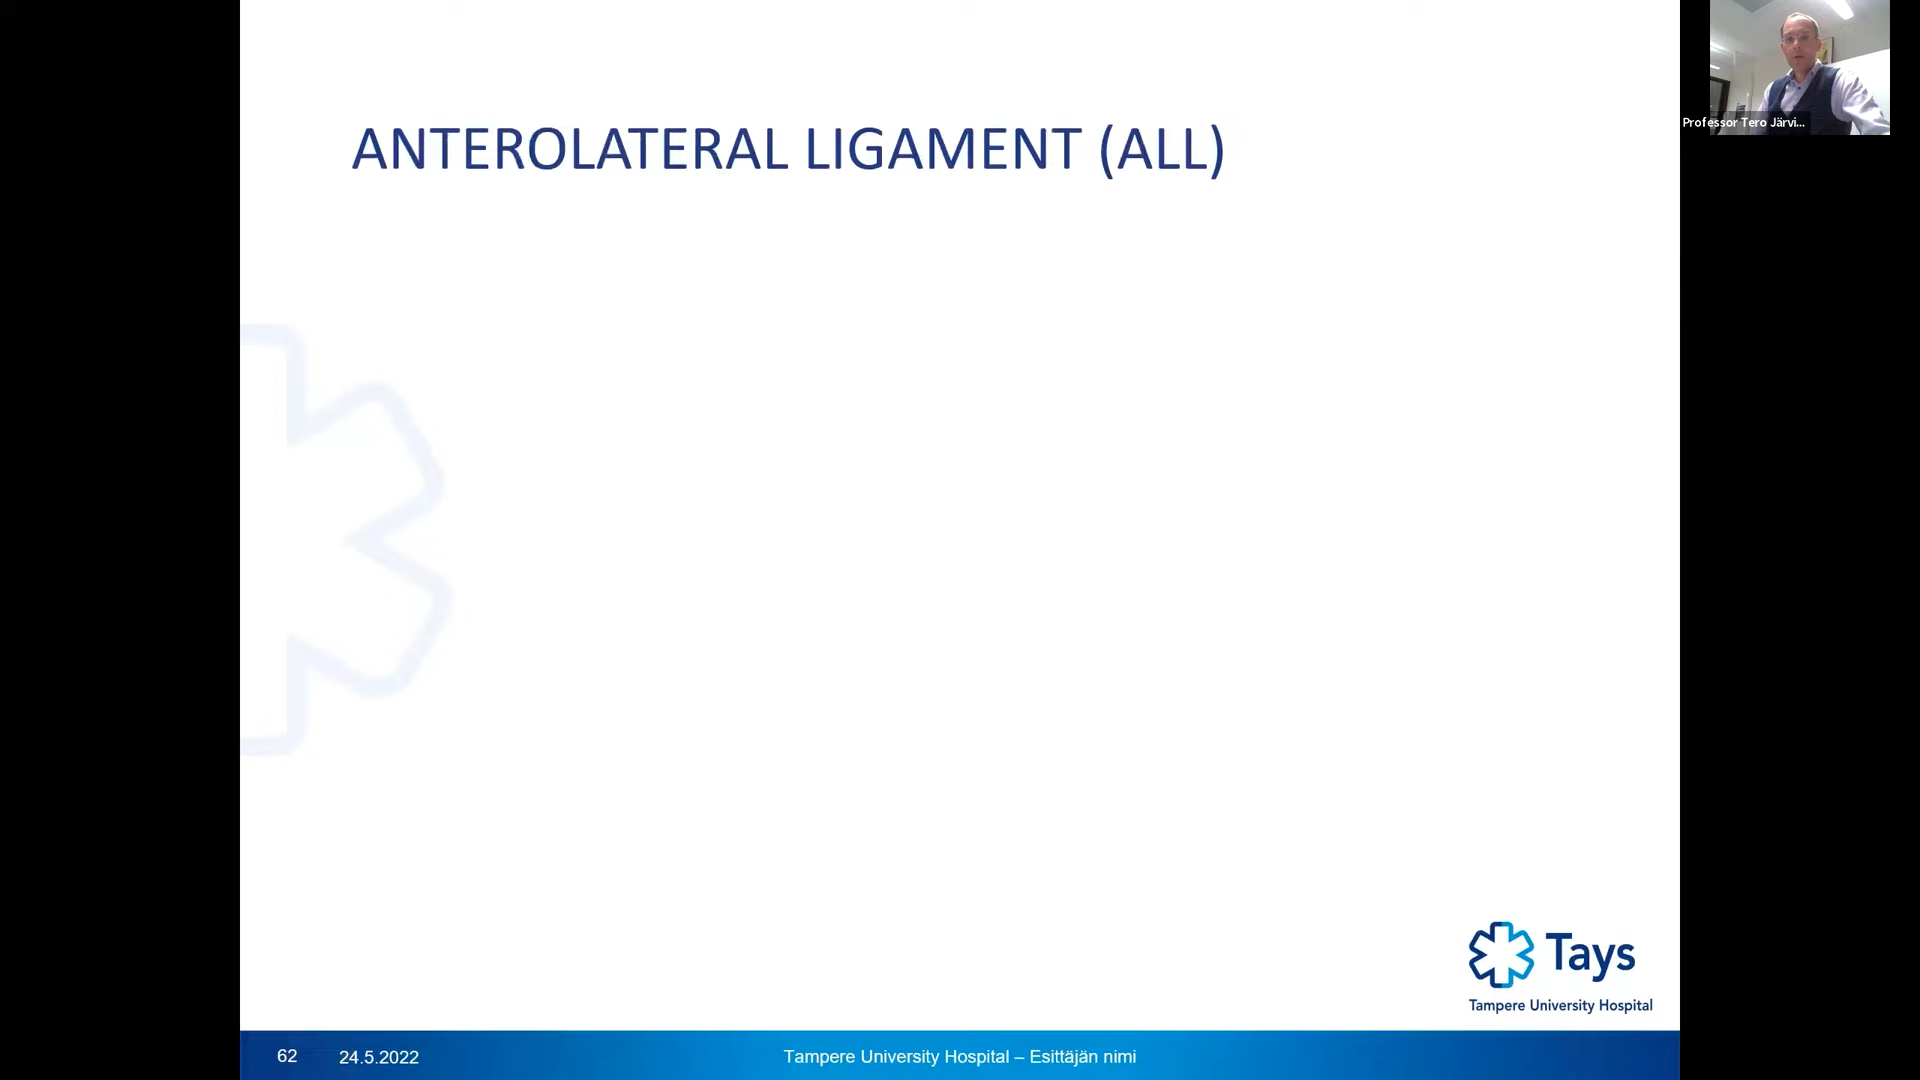 Professor Tero Järvi...
ANTEROLATERAL LIGAMENT (ALL)
Tays
Tampere University Hospital
62
24.5.2022
Tampere University Hospital – Esittäjän nimi